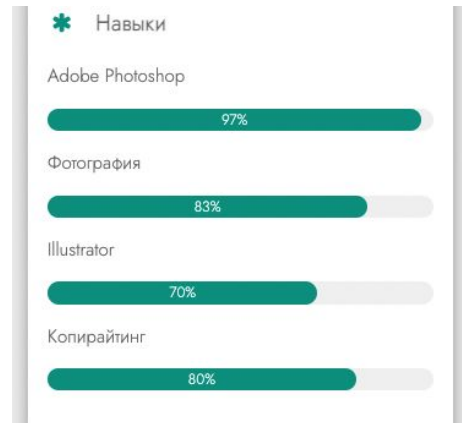 Навыки
Adobe Photoshop
97%
Фотография
83%
Illustrator
70%
Копирайтинг
80%